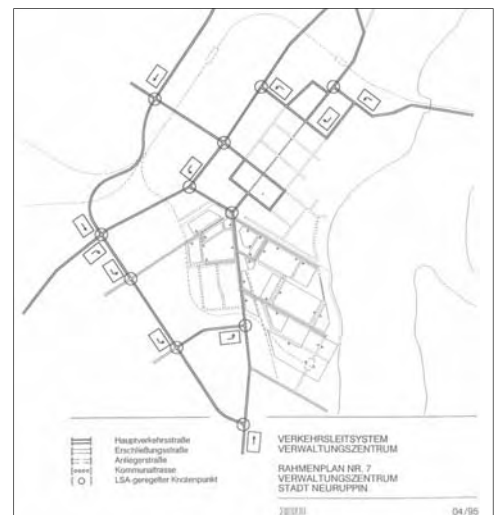 Hauptverkehrsstraße
Erschließungsstraße
Anliegerstraße
Kommunaltrasse
LSA-geregelter Knotenpunkt
VERKEHRSLEITSYSTEM
VERWALTUNGSZENTRUM
RAHMENPLAN NR. 7
VERWALTUNGSZENTRUM
STADT NEURUPPIN
04/95